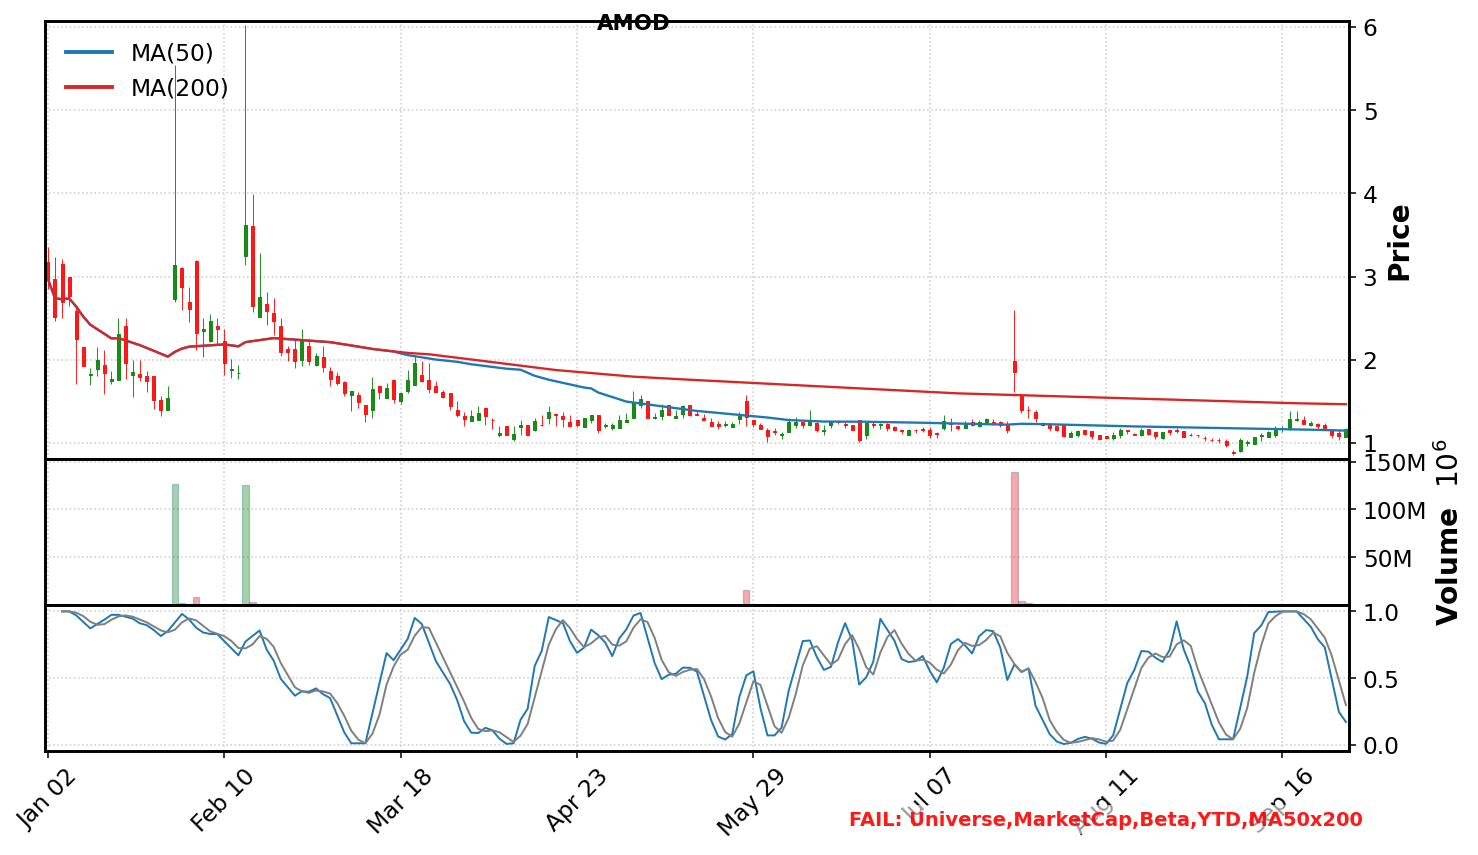 AMOD
MA(50)
MA(200)
6
5
4
3
2
1
Price
150M
100M
50M
10^6
Volume
1.0
0.5
0.0
Jan 02
Feb 10
Mar 18
Apr 23
May 29
Jul 07
Aug 11
Sep 16
FAIL: Universe,MarketCap,Beta,YTD,MA50x200